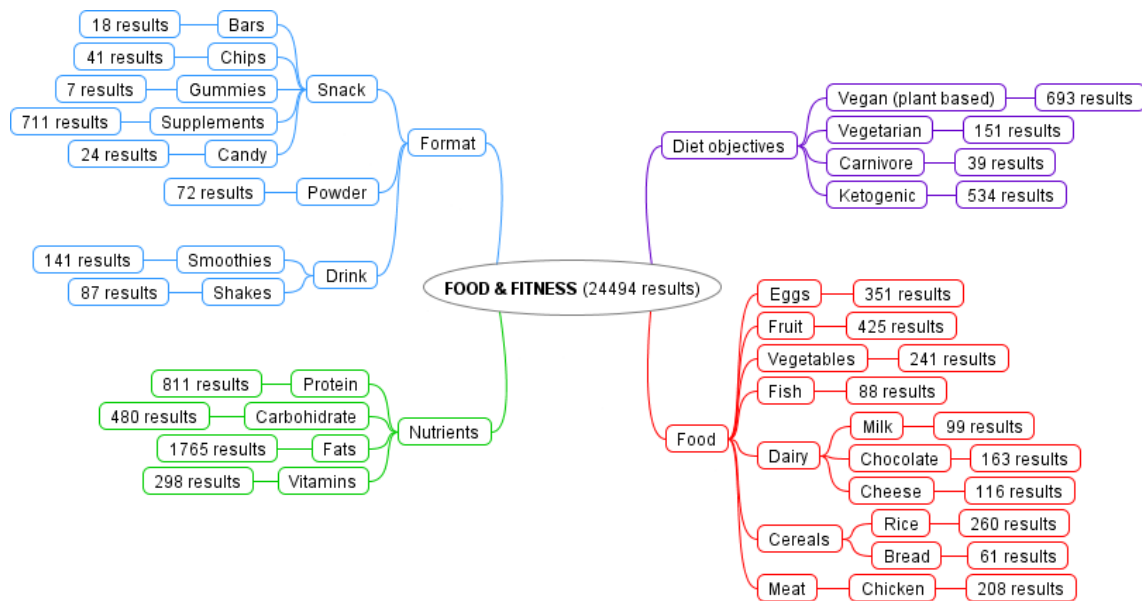 FOOD & FITNESS (24494 results)
Format
Snack
Bars
18 results
Chips
41 results
Gummies
7 results
Supplements
711 results
Candy
24 results
Powder
72 results
Drink
Smoothies
141 results
Shakes
87 results
Nutrients
Protein
811 results
Carbohidrate
480 results
Fats
1765 results
Vitamins
298 results
Diet objectives
Vegan (plant based)
693 results
Vegetarian
151 results
Carnivore
39 results
Ketogenic
534 results
Food
Eggs
351 results
Fruit
425 results
Vegetables
241 results
Fish
88 results
Dairy
Milk
99 results
Chocolate
163 results
Cheese
116 results
Cereals
Rice
260 results
Bread
61 results
Meat
Chicken
208 results